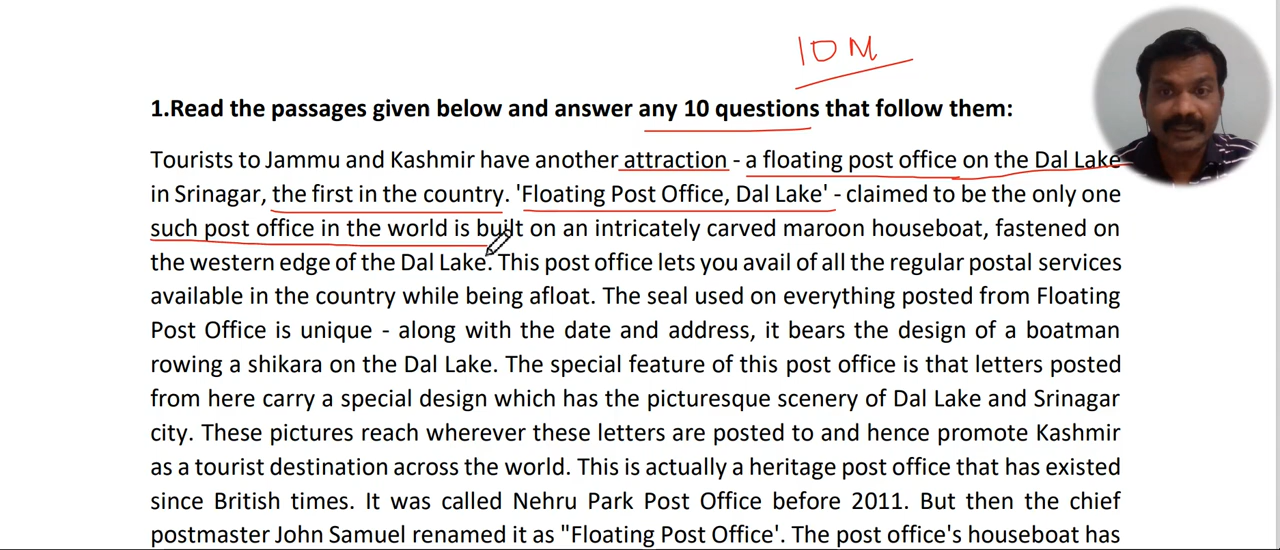 10 M
1.Read the passages given below and answer any 10 questions that follow them:
Tourists to Jammu and Kashmir have another attraction - a floating post office on the Dal Lake
in Srinagar, the first in the country. 'Floating Post Office, Dal Lake' - claimed to be the only one
such post office in the world is built on an intricately carved maroon houseboat, fastened on
the western edge of the Dal Lake. This post office lets you avail of all the regular postal services
available in the country while being afloat. The seal used on everything posted from Floating
Post Office is unique - along with the date and address, it bears the design of a boatman
rowing a shikara on the Dal Lake. The special feature of this post office is that letters posted
from here carry a special design which has the picturesque scenery of Dal Lake and Srinagar
city. These pictures reach wherever these letters are posted to and hence promote Kashmir
as a tourist destination across the world. This is actually a heritage post office that has existed
since British times. It was called Nehru Park Post Office before 2011. But then the chief
postmaster John Samuel renamed it as "Floating Post Office'. The post office's houseboat has